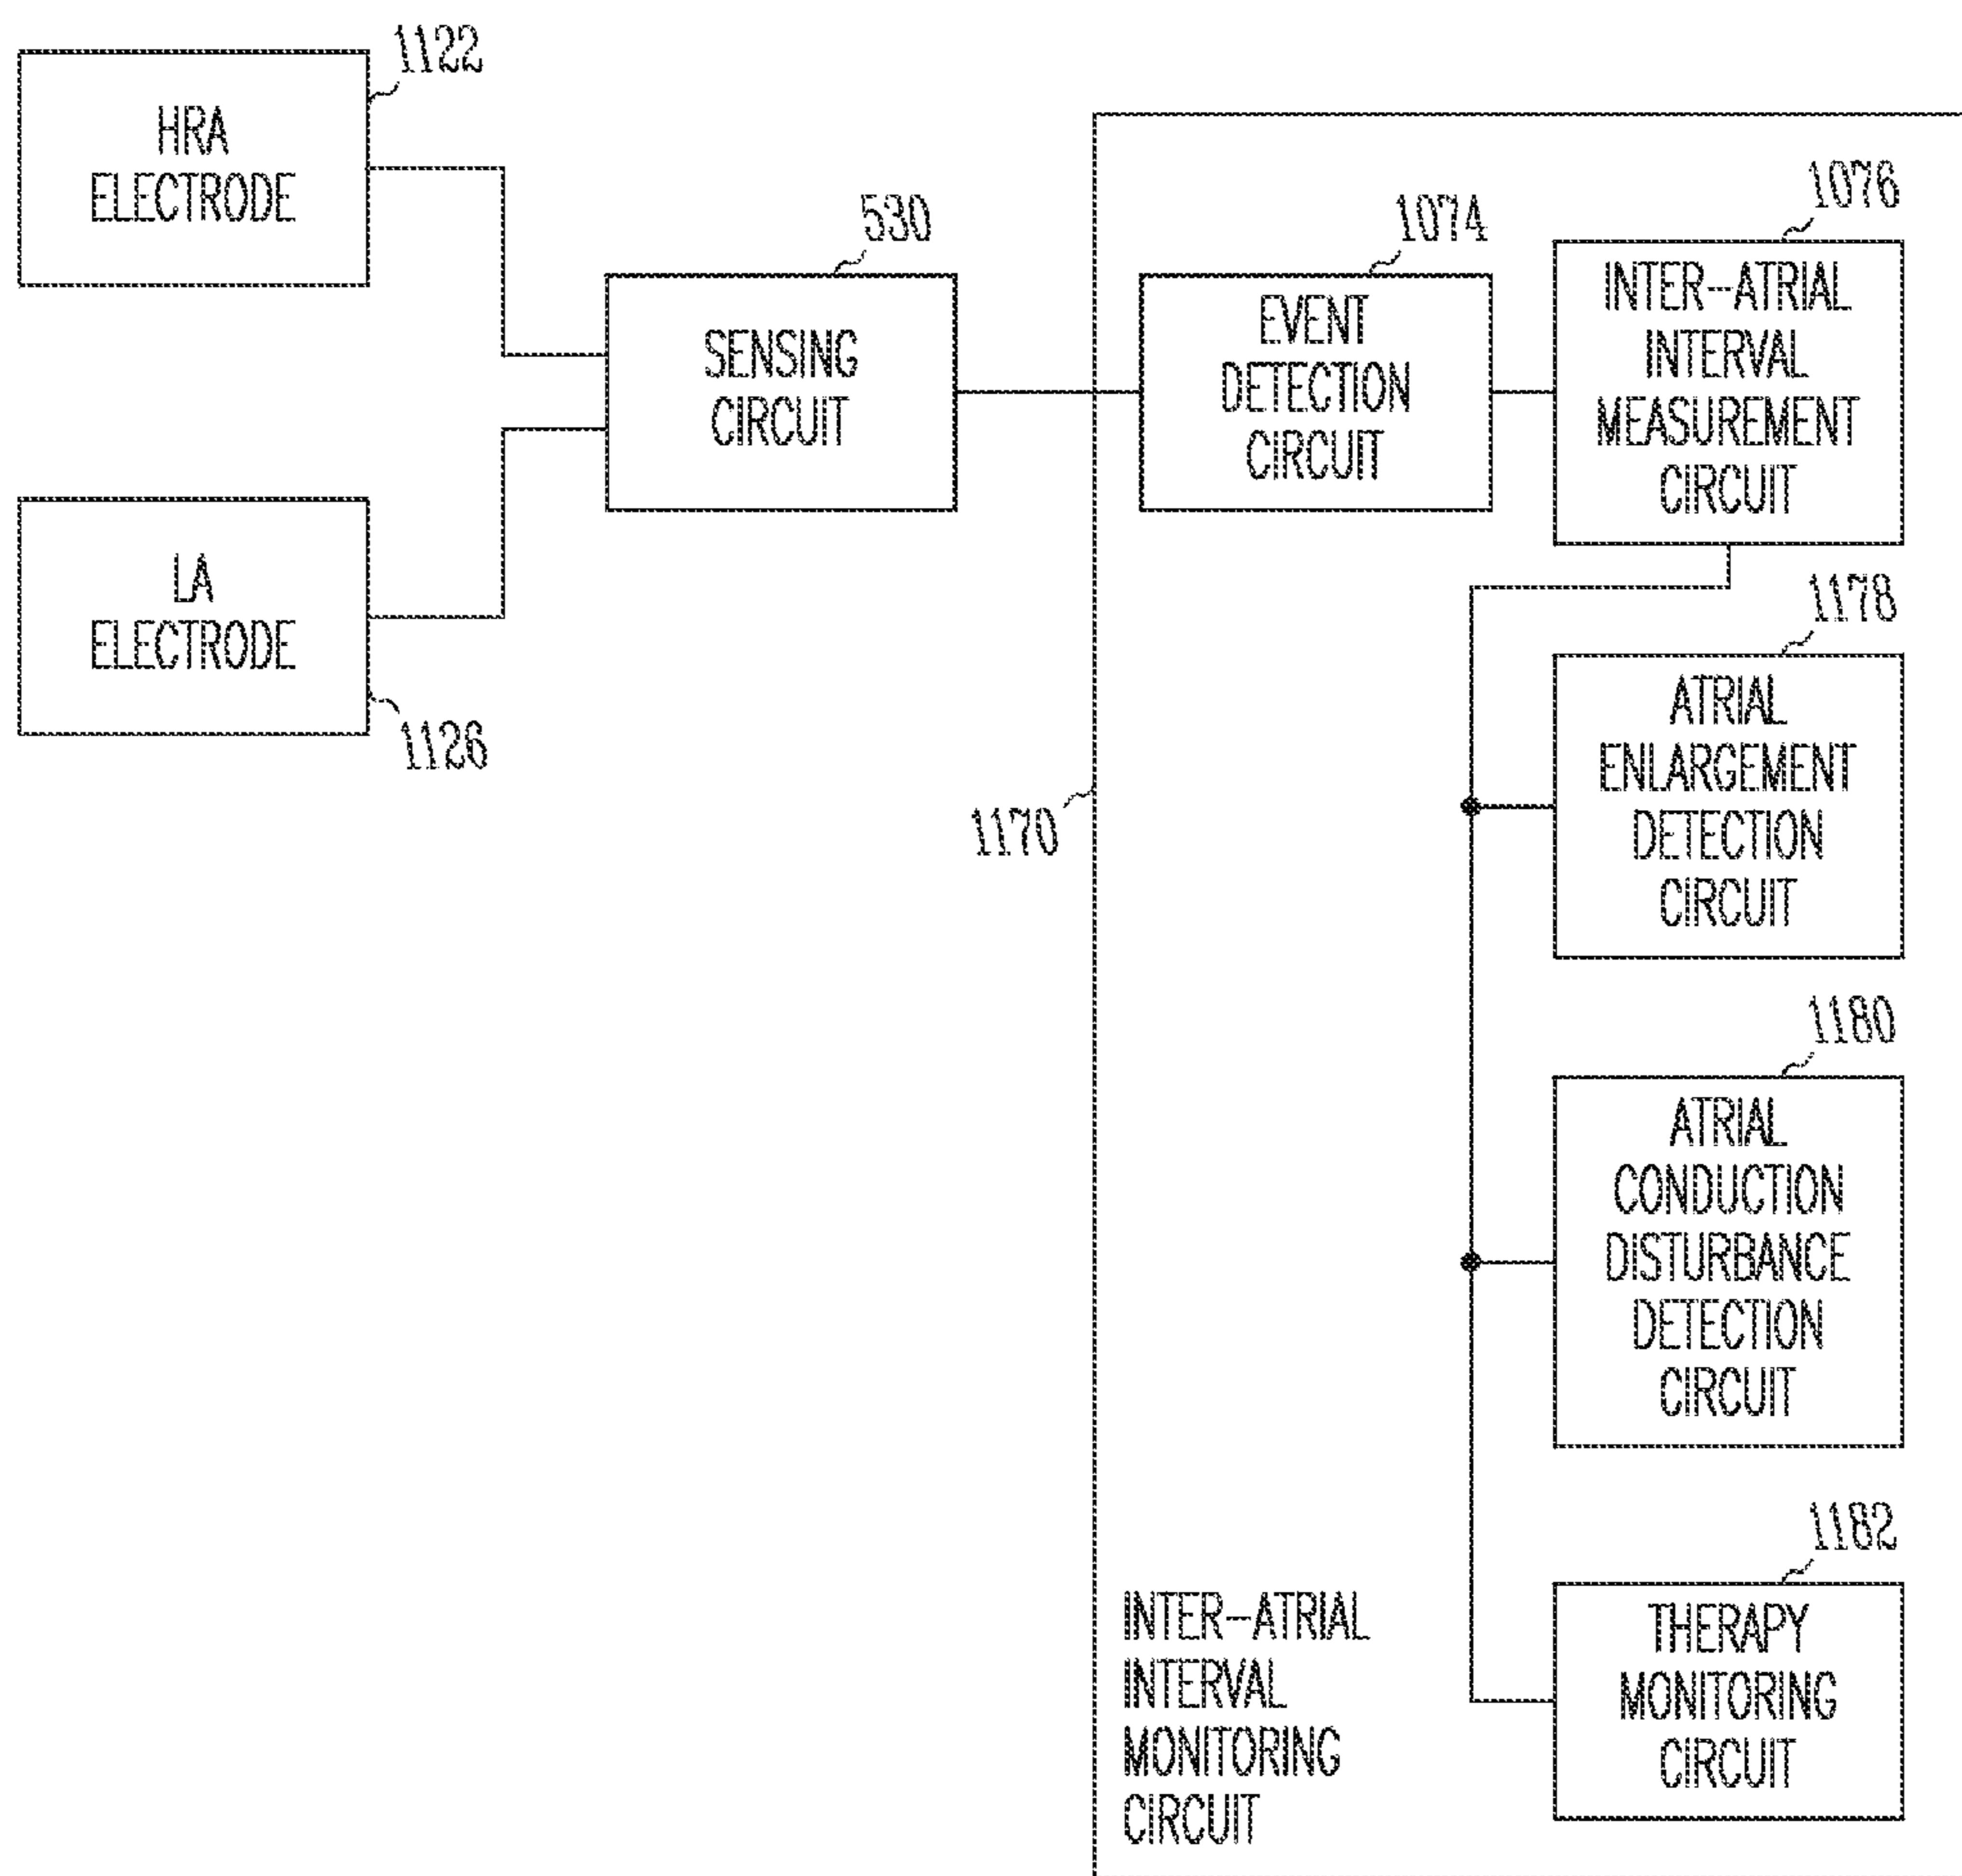 1122
HRA
ELECTRODE
530
SENSING
CIRCUIT
LA
ELECTRODE
1126
1170
1074
EVENT
DETECTION
CIRCUIT
1076
INTER-ATRIAL
INTERVAL
MEASUREMENT
CIRCUIT
1178
ATRIAL
ENLARGEMENT
DETECTION
CIRCUIT
1180
ATRIAL
CONDUCTION
DISTURBANCE
DETECTION
CIRCUIT
1182
THERAPY
MONITORING
CIRCUIT
INTER-ATRIAL
INTERVAL
MONITORING
CIRCUIT